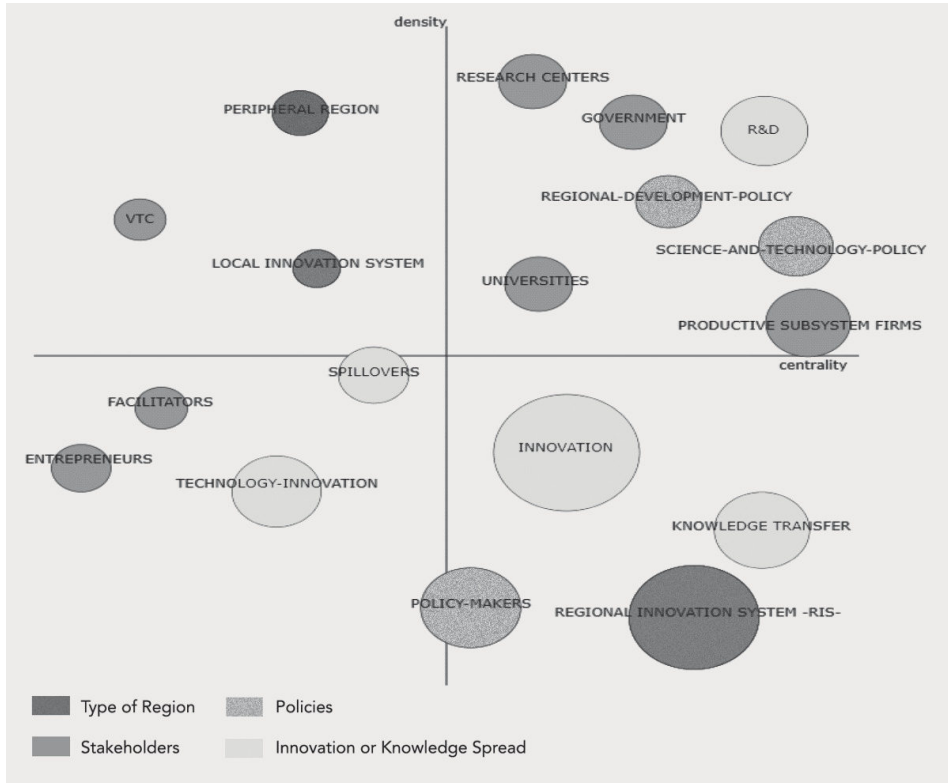 density
RESEARCH CENTERS
PERIPHERAL REGION
GOVERNMENT
R&D
REGIONAL-DEVELOPMENT-POLICY
VTC
SCIENCE-AND-TECHNOLOGY-POLICY
LOCAL INNOVATION SYSTEM
UNIVERSITIES
PRODUCTIVE SUBSYSTEM FIRMS
centrality
SPILLOVERS
FACILITATORS
INNOVATION
ENTREPRENEURS
TECHNOLOGY-INNOVATION
KNOWLEDGE TRANSFER
POLICY-MAKERS
REGIONAL INNOVATION SYSTEM -RIS-
Type of Region
Policies
Stakeholders
Innovation or Knowledge Spread